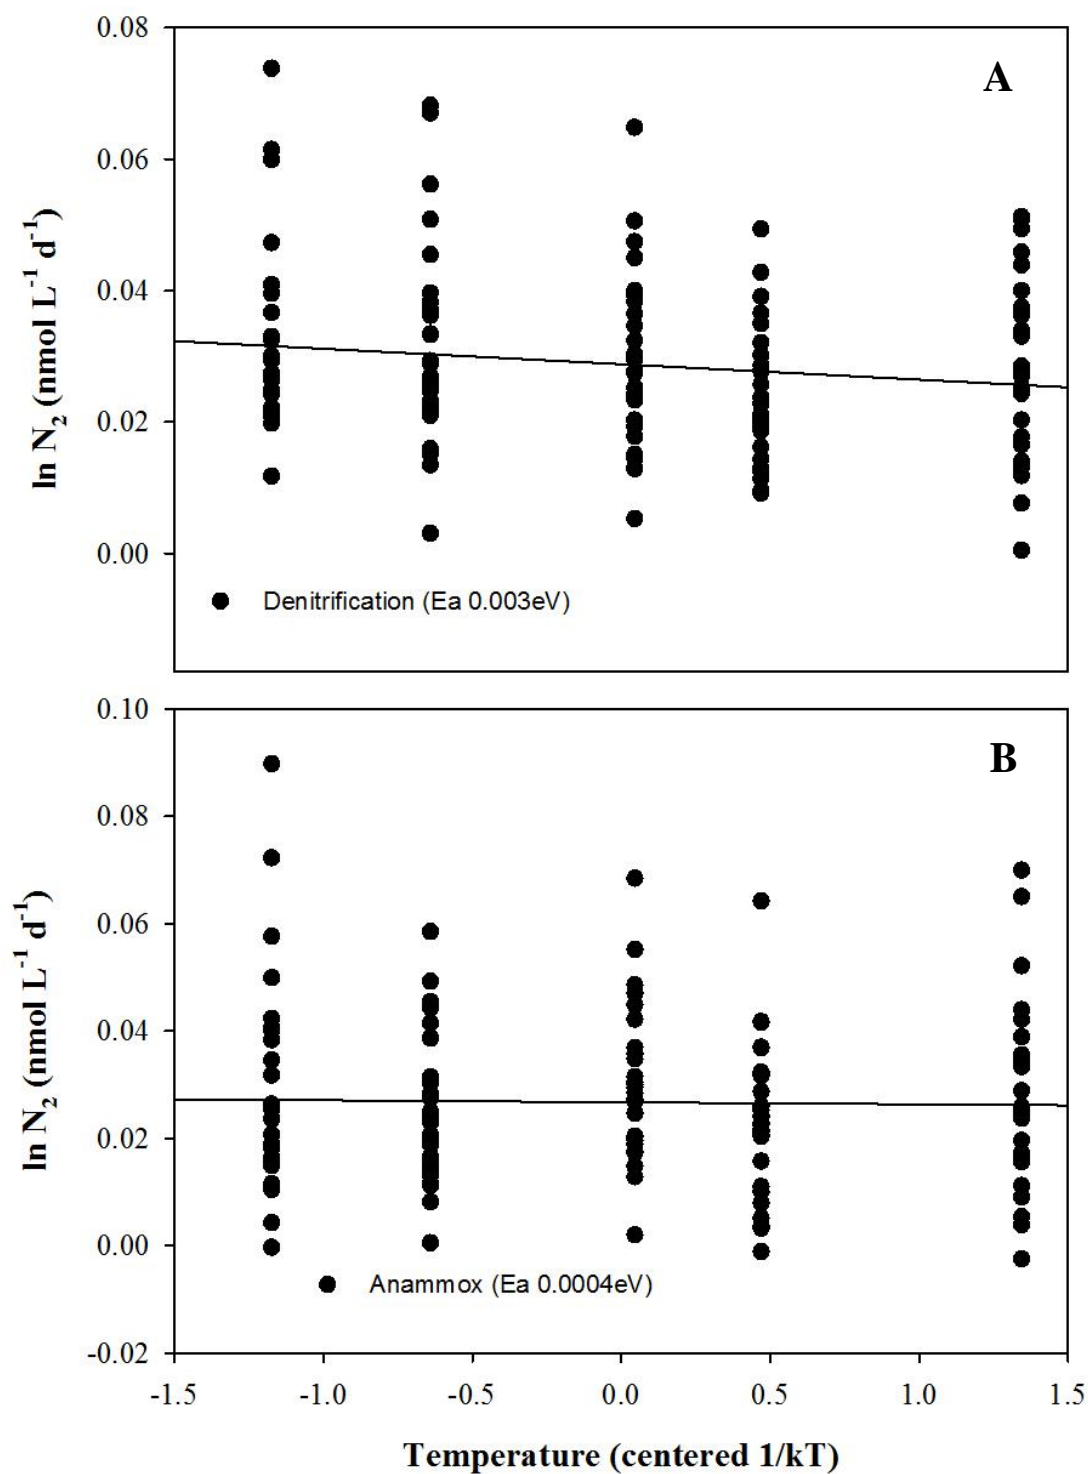 A
0.08
0.06
0.04
0.02
0.00
ln N₂ (nmol L⁻¹ d⁻¹)
Denitrification (Ea 0.003eV)
B
0.10
0.08
0.06
0.04
0.02
0.00
-0.02
ln N₂ (nmol L⁻¹ d⁻¹)
Anammox (Ea 0.0004eV)
-1.5 -1.0 -0.5 0.0 0.5 1.0 1.5
Temperature (centered 1/kT)